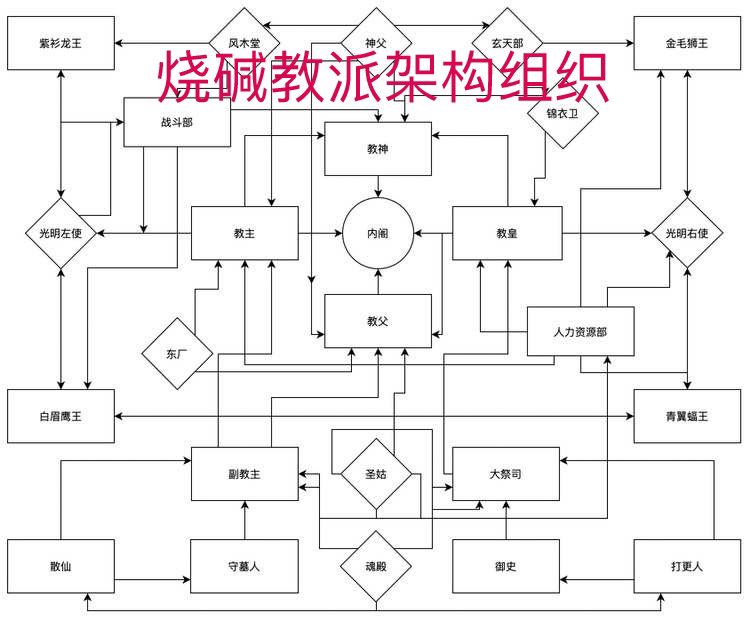 紫衫龙王
风木堂
神父
玄天部
金毛狮王
烧碱教派架构组织
战斗部
锦衣卫
教神
光明左使
教主
内阁
教皇
光明右使
教父
人力资源部
东厂
白眉鹰王
青翼蝠王
副教主
圣姑
大祭司
散仙
守墓人
魂殿
御史
打更人